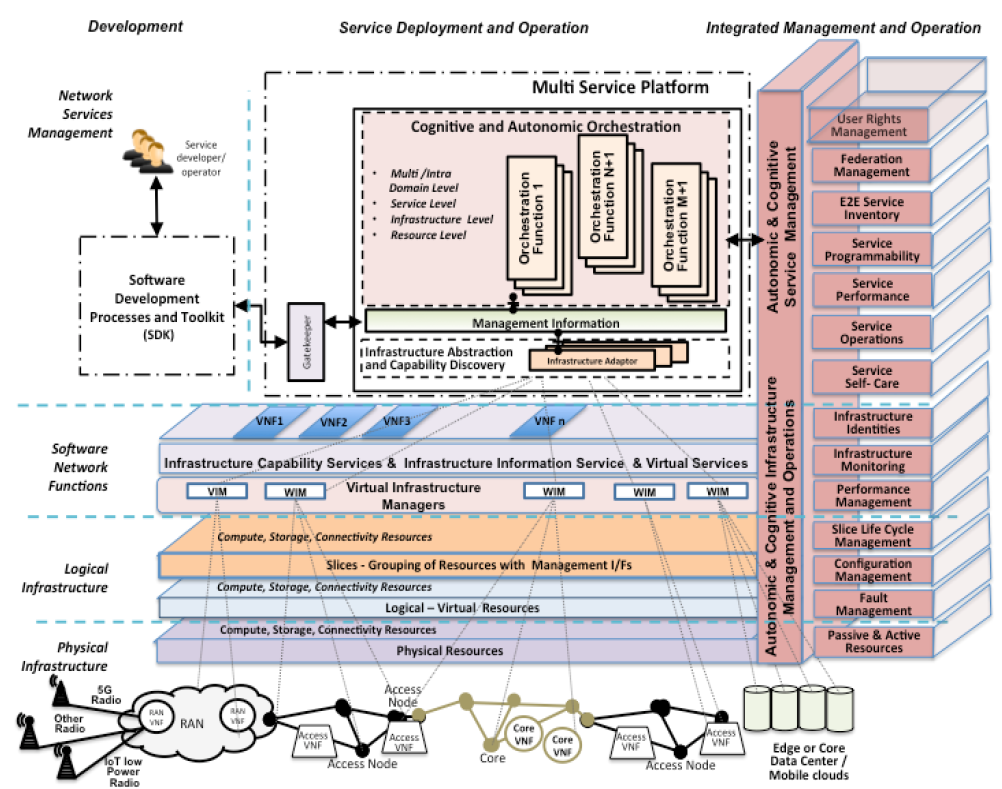 Development
Service Deployment and Operation
Integrated Management and Operation
Network
Services
Management
Service
developer/
operator
Software
Development
Processes and Toolkit
(SDK)
Multi Service Platform
Cognitive and Autonomic Orchestration
• Multi /Intra
Domain Level
• Service Level
• Infrastructure Level
• Resource Level
Orchestration
Function 1
Orchestration
Function N+1
Orchestration
Function M+1
Gatekeeper
Management Information
Infrastructure Abstraction
and Capability Discovery
Infrastructure Adaptor
Autonomic & Cognitive
Service Management
Autonomic & Cognitive Infrastructure
Management and Operations
User Rights
Management
Federation
Management
E2E Service
Inventory
Service
Programmability
Service
Performance
Service
Operations
Service
Self- Care
Infrastructure
Identities
Infrastructure
Monitoring
Performance
Management
Slice Life Cycle
Management
Configuration
Management
Fault
Management
Passive & Active
Resources
Software
Network
Functions
VNF1
VNF2
VNF3
VNF n
Infrastructure Capability Services & Infrastructure Information Service & Virtual Services
VIM
WIM
Virtual Infrastructure
Managers
WIM
WIM
WIM
Logical
Infrastructure
Compute, Storage, Connectivity Resources
Slices - Grouping of Resources with Management I/Fs
Compute, Storage, Connectivity Resources
Logical – Virtual Resources
Physical
Infrastructure
Compute, Storage, Connectivity Resources
Physical Resources
5G
Radio
Other
Radio
IoT low
Power
Radio
RAN
VNF
RAN
RAN
VNF
Access
VNF
Access Node
Access
Node
Access
VNF
Core
Core
VNF
Core
VNF
Access
VNF
Access Node
Access
VNF
Edge or Core
Data Center /
Mobile clouds